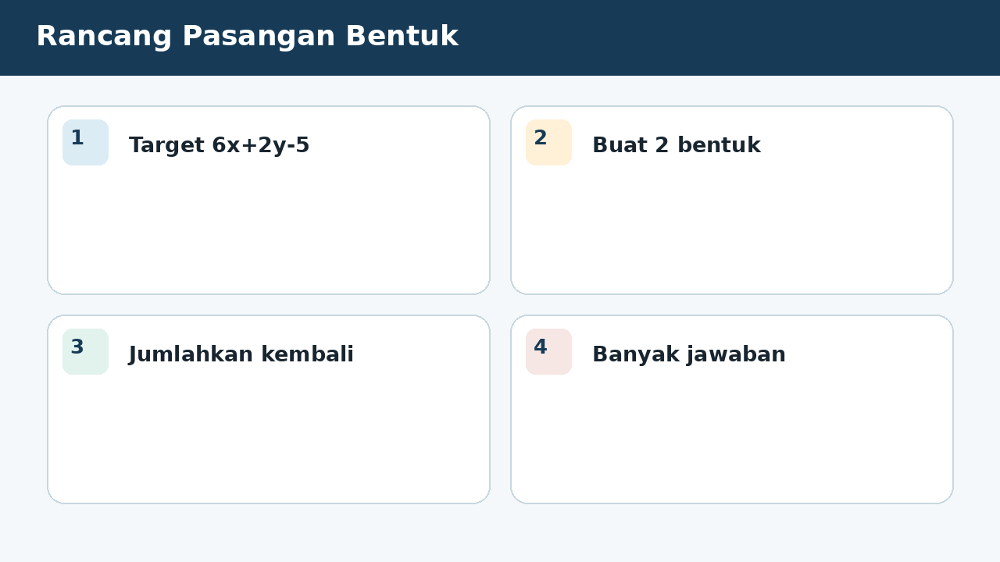 Rancang Pasangan Bentuk
1
Target 6x+2y-5
2
Buat 2 bentuk
3
Jumlahkan kembali
4
Banyak jawaban